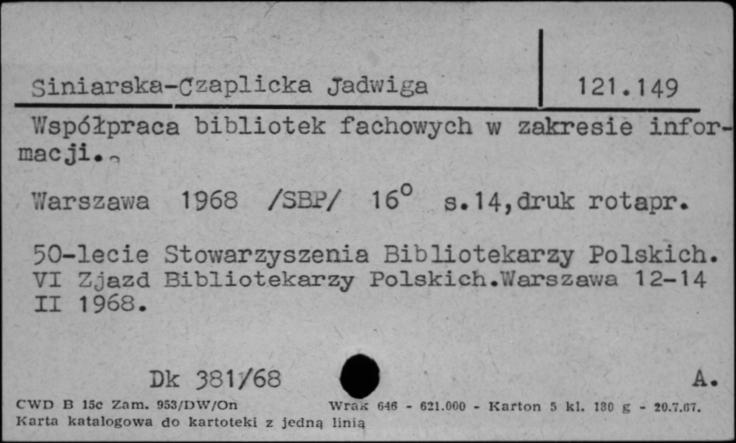 Siniarska-Czaplicka Jadwiga 121.149
Współpraca bibliotek fachowych w zakresie infor-
macji.
Warszawa 1968 /SBP/ 16° s.14,druk rotapr.
50-lecie Stowarzyszenia Bibliotekarzy Polskich.
VI Zjazd Bibliotekarzy Polskich.Warszawa 12-14
II 1968.
Dk 381/68 A.
CWD B 15c Zam. 953/DW/On Wrak 646 - 621.000 - Karton 5 kl. 180 g - 20.7.67.
Karta katalogowa do kartoteki z jedną linią